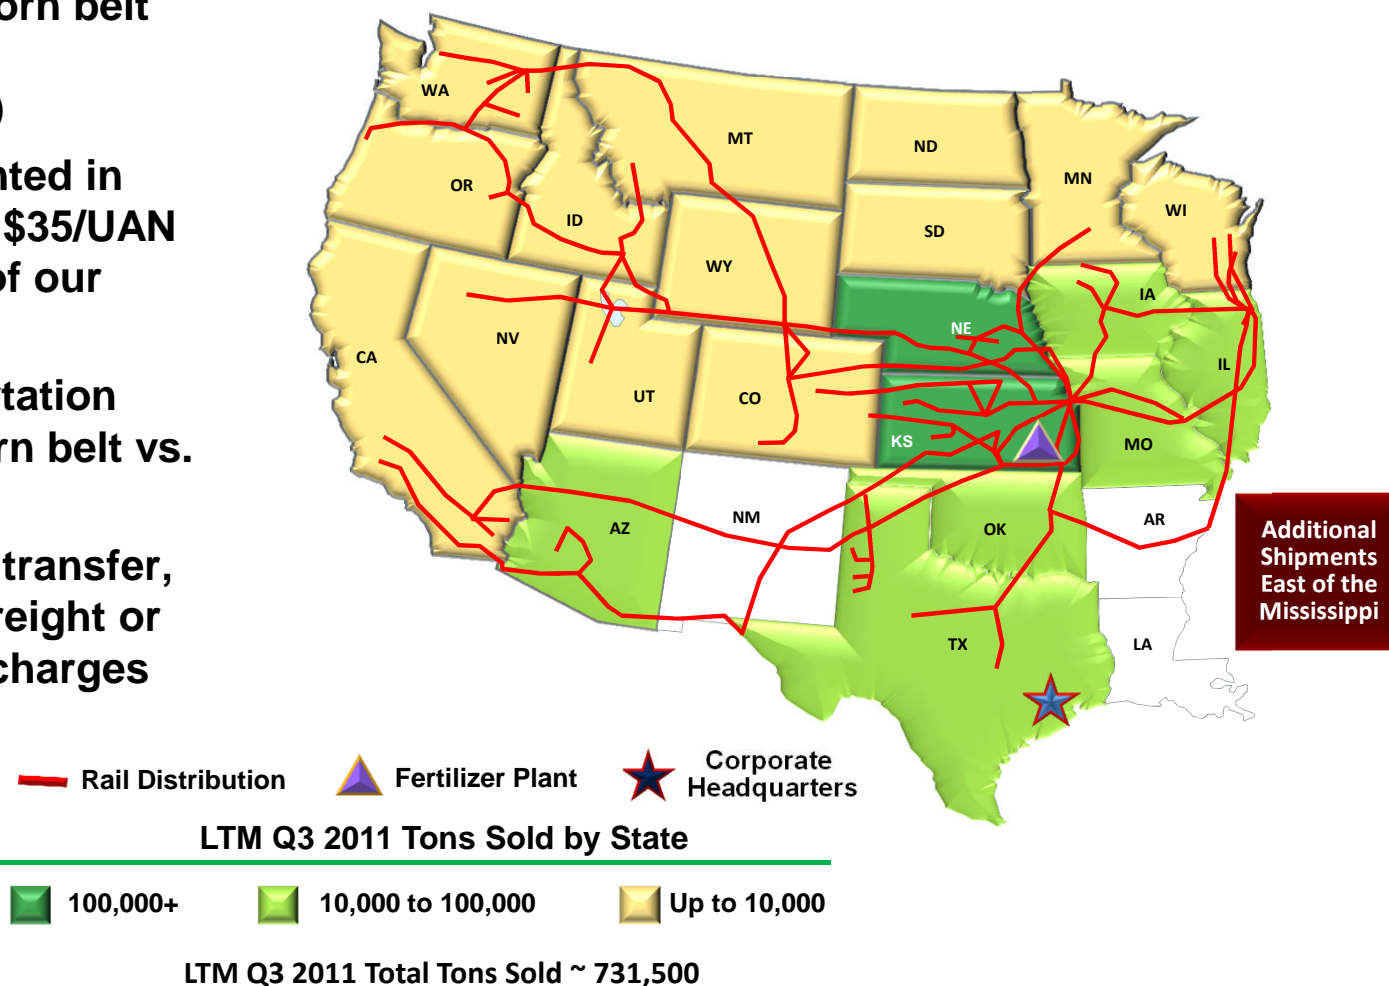 orn belt
)
nted in
$35/UAN
of our
tation
rn belt vs.
transfer,
reight or
charges
WA
MT
ND
MN
OR
ID
WI
SD
WY
IA
NE
NV
CA
IL
UT
CO
KS
MO
NM
AZ
OK
AR
TX
LA
Additional
Shipments
East of the
Mississippi
Rail Distribution
Fertilizer Plant
Corporate
Headquarters
LTM Q3 2011 Tons Sold by State
100,000+
10,000 to 100,000
Up to 10,000
LTM Q3 2011 Total Tons Sold ~ 731,500